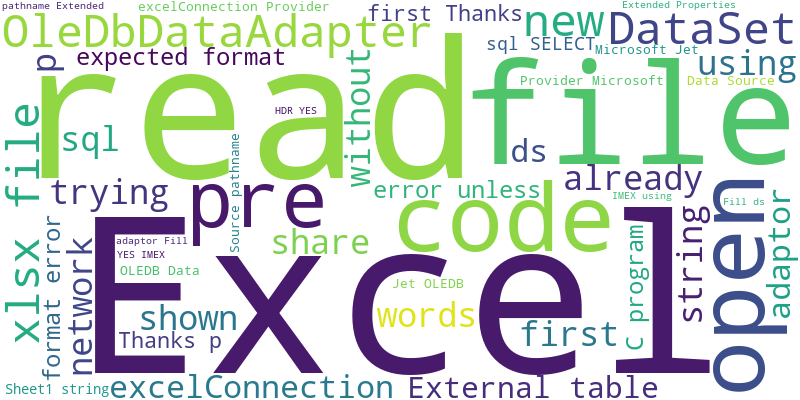 pathname Extended
excelConnection Provider
first Thanks
Extended Properties
OleDbDataAdapter
new
DataSet
sql SELECT
Microsoft Jet
p
expected format
using
read
file
without
Provider Microsoft
Data Source
HDR YES
sql
ds
xlsx file
trying
pre
Source pathname
error unless
already
code
IMEX using
open
Fill ds
adaptor
string
C program
share
Excel
format error
network
adaptor Fill
YES IMEX
OLEDB Data
Jet OLEDB
shown
words
first
Thanks p
Sheet1 string
excelConnection
External table